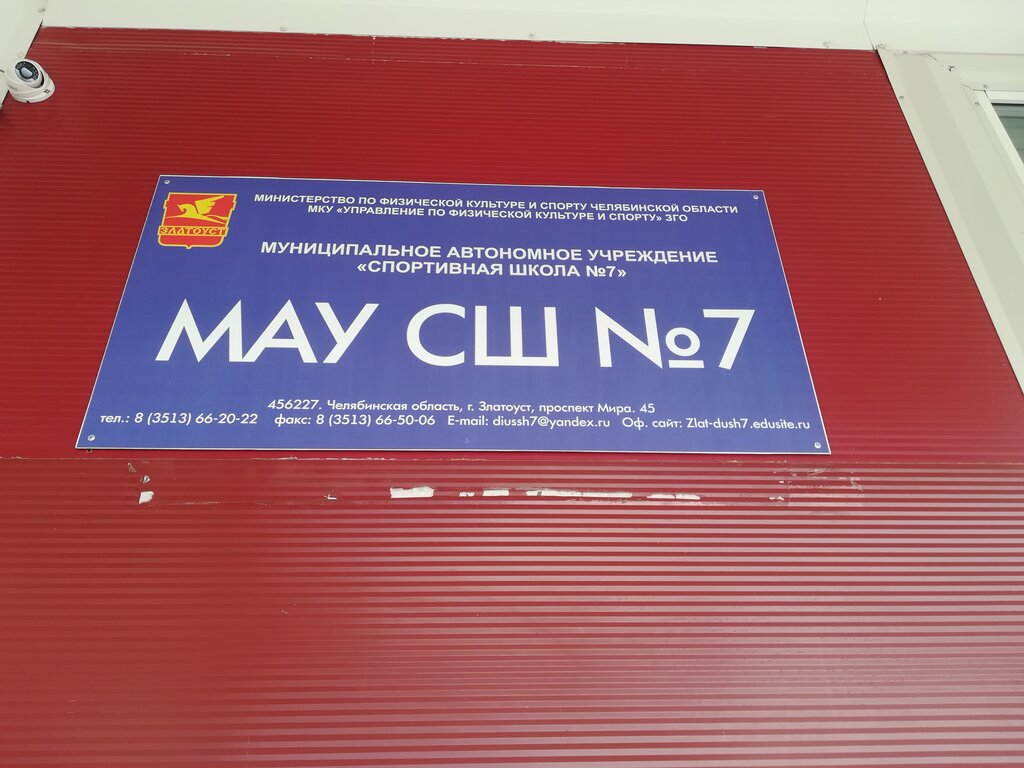 МИНИСТЕРСТВО ПО ФИЗИЧЕСКОЙ КУЛЬТУРЕ И СПОРТУ ЧЕЛЯБИНСКОЙ ОБЛАСТИ
МКУ «УПРАВЛЕНИЕ ПО ФИЗИЧЕСКОЙ КУЛЬТУРЕ И СПОРТУ» ЗГО
ЗЛАТОУСТ
МУНИЦИПАЛЬНОЕ АВТОНОМНОЕ УЧРЕЖДЕНИЕ
«СПОРТИВНАЯ ШКОЛА №7»
МАУ СШ №7
456227. Челябинская область, г. Златоуст, проспект Мира. 45
тел.: 8 (3513) 66-20-22 факс: 8 (3513) 66-50-06 E-mail: diussh7@yandex.ru Оф. сайт: Zlat-dush7.edusite.ru